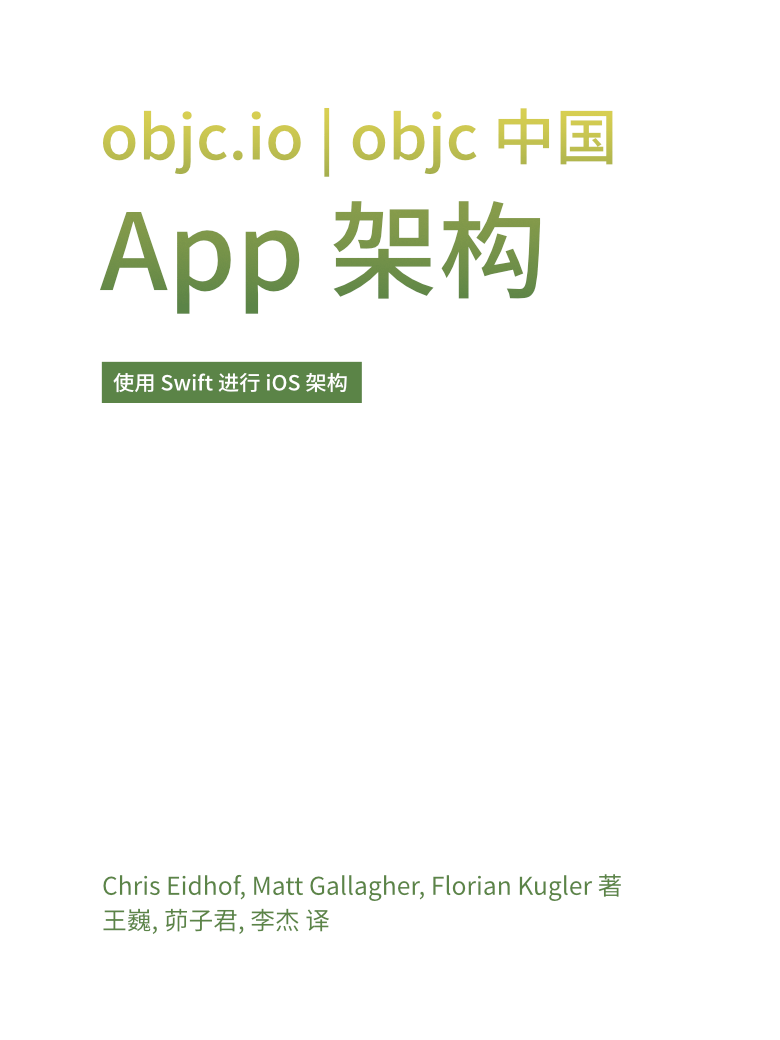 objc.io | objc 中国
App 架构
使用 Swift 进行 iOS 架构
Chris Eidhof, Matt Gallagher, Florian Kugler 著
王巍, 茆子君, 李杰 译